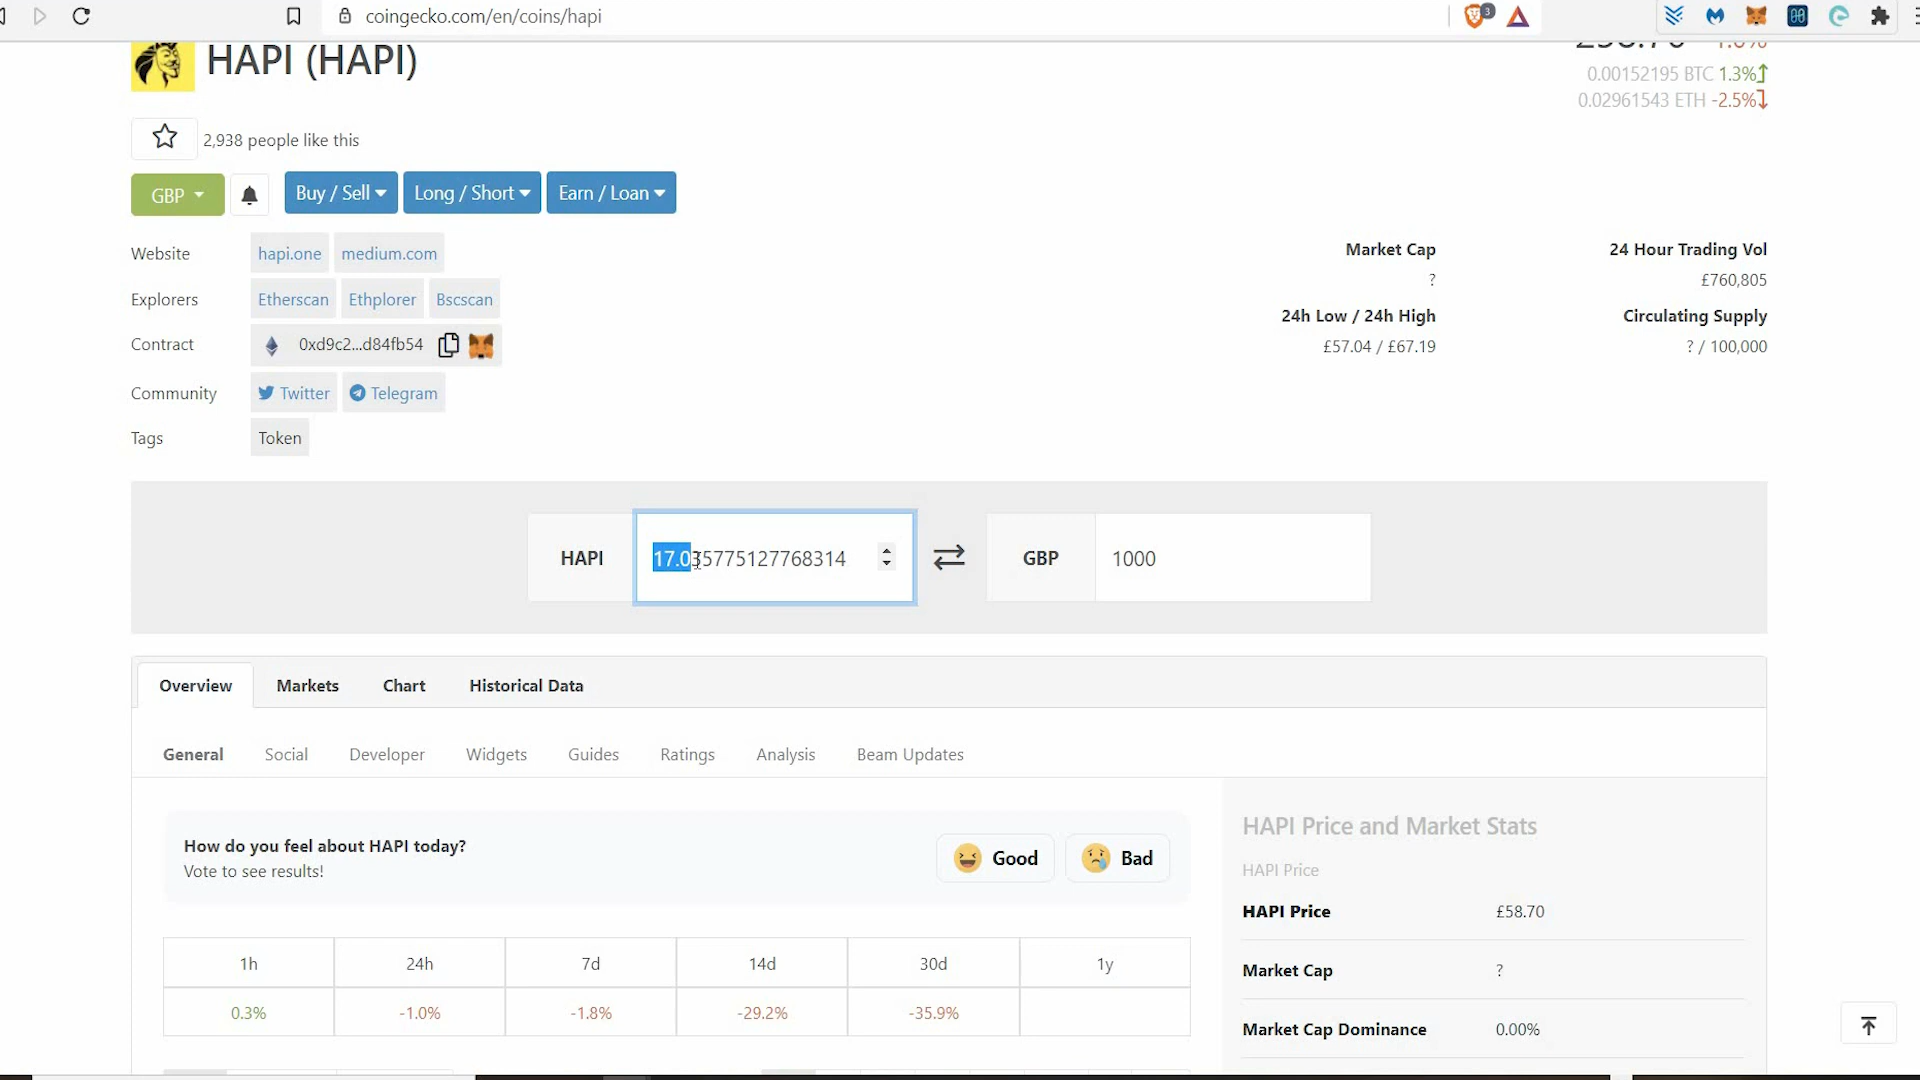 coingecko.com/en/coins/hapi
3
HAPI (HAPI)
0.00152195 BTC 1.3%
0.02961543 ETH -2.5%
2,938 people like this
GBP
Buy / Sell
Long / Short
Earn / Loan
Website
hapi.one
medium.com
Market Cap
24 Hour Trading Vol
?
£760,805
Explorers
Etherscan
Ethplorer
Bscscan
24h Low / 24h High
Circulating Supply
Contract
0xd9c2...d84fb54
£57.04 / £67.19
? / 100,000
Community
Twitter
Telegram
Tags
Token
HAPI
17.035775127768314
GBP
1000
Overview
Markets
Chart
Historical Data
General
Social
Developer
Widgets
Guides
Ratings
Analysis
Beam Updates
How do you feel about HAPI today?
Vote to see results!
Good
Bad
HAPI Price and Market Stats
HAPI Price
HAPI Price
£58.70
Market Cap
?
Market Cap Dominance
0.00%
1h
24h
7d
14d
30d
1y
0.3%
-1.0%
-1.8%
-29.2%
-35.9%